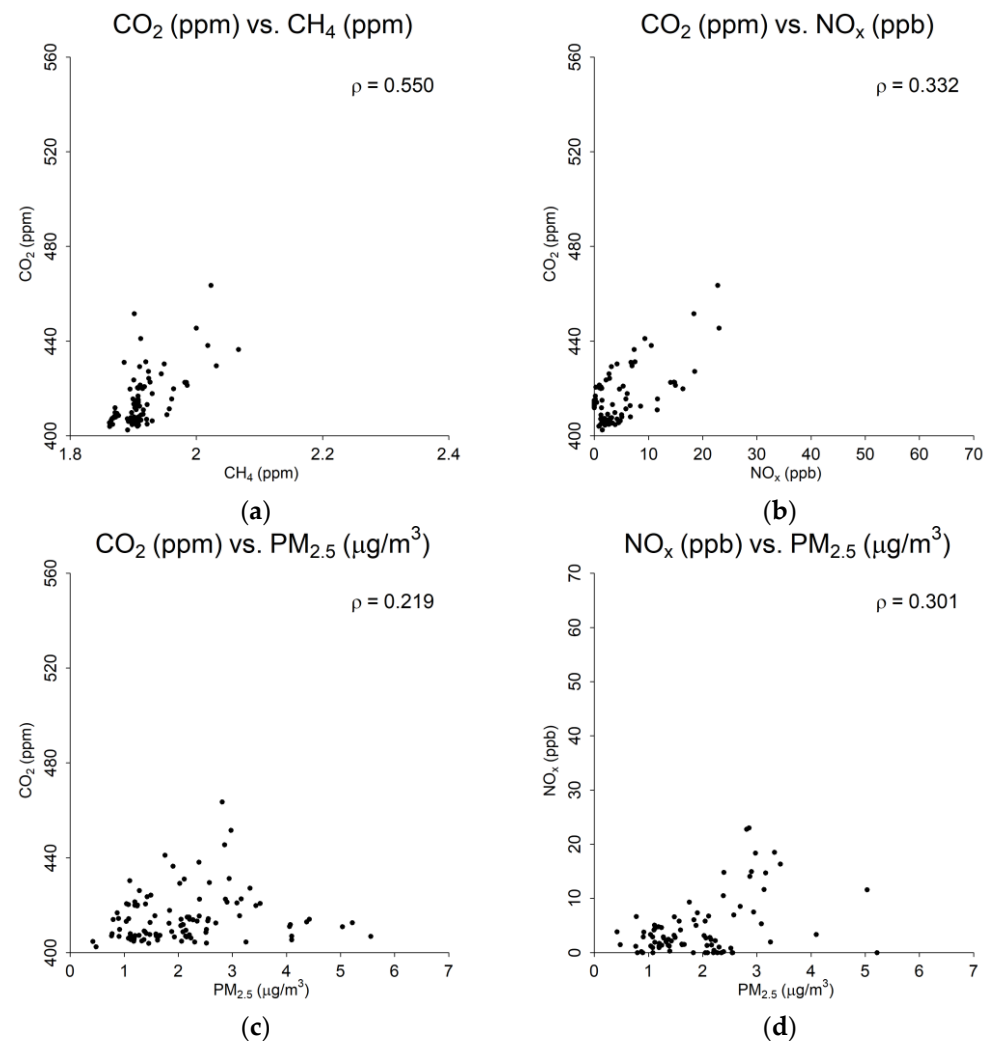 CO₂ (ppm) vs. CH₄ (ppm)
ρ = 0.550
560
520
480
440
400
CO₂ (ppm)
1.8 2 2.2 2.4
CH₄ (ppm)
(a)
CO₂ (ppm) vs. NOₓ (ppb)
ρ = 0.332
560
520
480
440
400
CO₂ (ppm)
0 10 20 30 40 50 60 70
NOₓ (ppb)
(b)
CO₂ (ppm) vs. PM₂.₅ (μg/m³)
ρ = 0.219
560
520
480
440
400
CO₂ (ppm)
0 1 2 3 4 5 6 7
PM₂.₅ (μg/m³)
(c)
NOₓ (ppb) vs. PM₂.₅ (μg/m³)
ρ = 0.301
70
60
50
40
30
20
10
0
NOₓ (ppb)
0 1 2 3 4 5 6 7
PM₂.₅ (μg/m³)
(d)